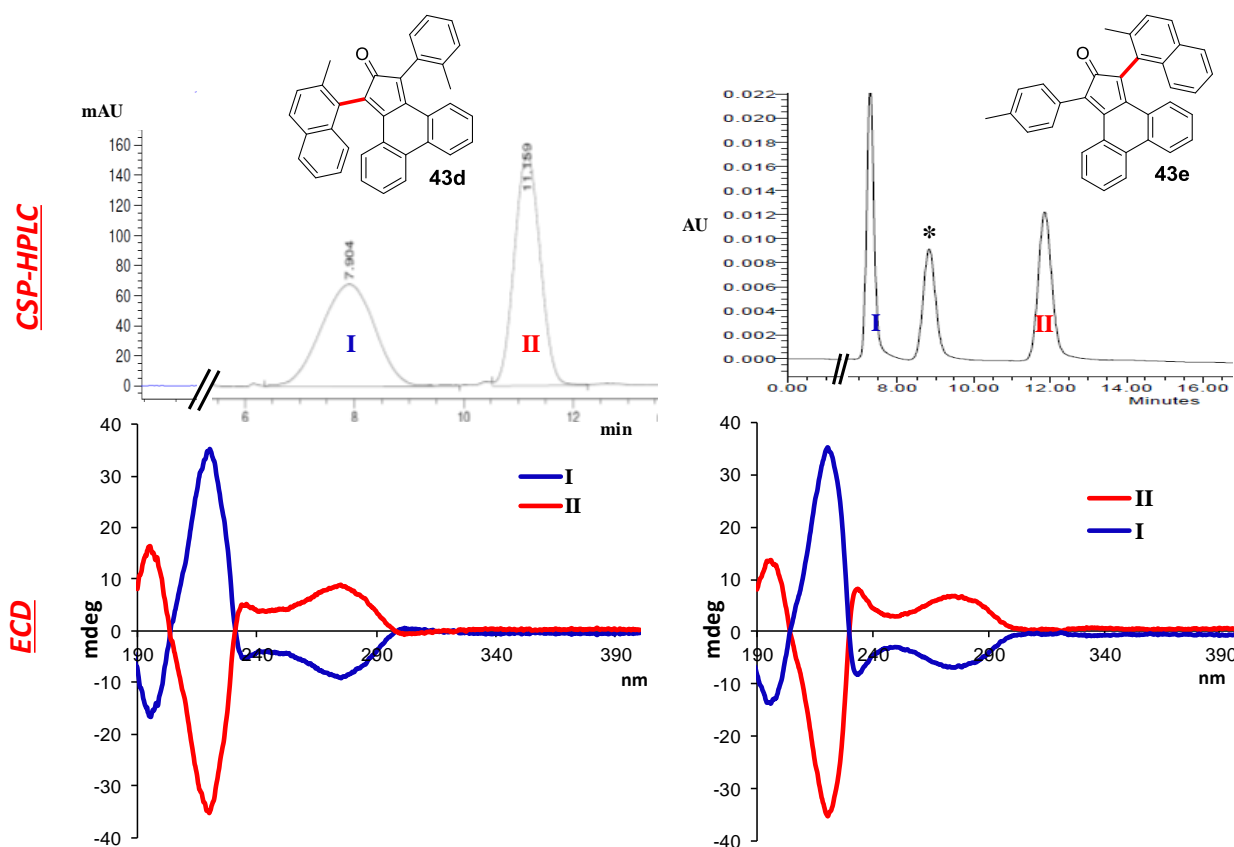 CSP-HPLC
mAU
160
140
120
100
80
60
40
20
0
7.904
11.159
I
II
6
8
10
12
min
O
43d
AU
0.022
0.020
0.018
0.016
0.014
0.012
0.010
0.008
0.006
0.004
0.002
0.000
I
*
II
0.00
8.00
10.00
12.00
14.00
16.00
Minutes
O
43e
ECD
mdeg
40
30
20
10
0
-10
-20
-30
-40
190
240
290
340
390
nm
I
II
mdeg
40
30
20
10
0
-10
-20
-30
-40
190
240
290
340
390
nm
II
I